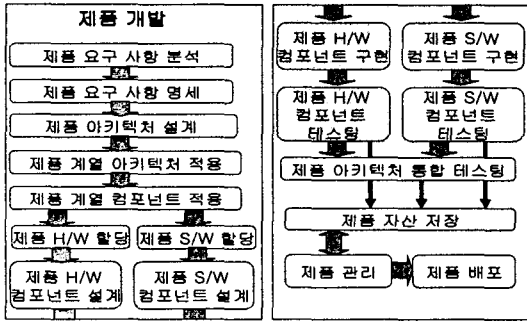 제품 개발
제품 요구 사항 분석
제품 요구 사항 명세
제품 아키텍처 설계
제품 계열 아키텍처 적용
제품 계열 컴포넌트 적용
제품 H/W 할당
제품 S/W 할당
제품 H/W
컴포넌트 설계
제품 S/W
컴포넌트 설계
제품 H/W
컴포넌트 구현
제품 S/W
컴포넌트 구현
제품 H/W
컴포넌트
테스팅
제품 S/W
컴포넌트
테스팅
제품 아키텍처 통합 테스팅
제품 자산 저장
제품 관리
제품 배포